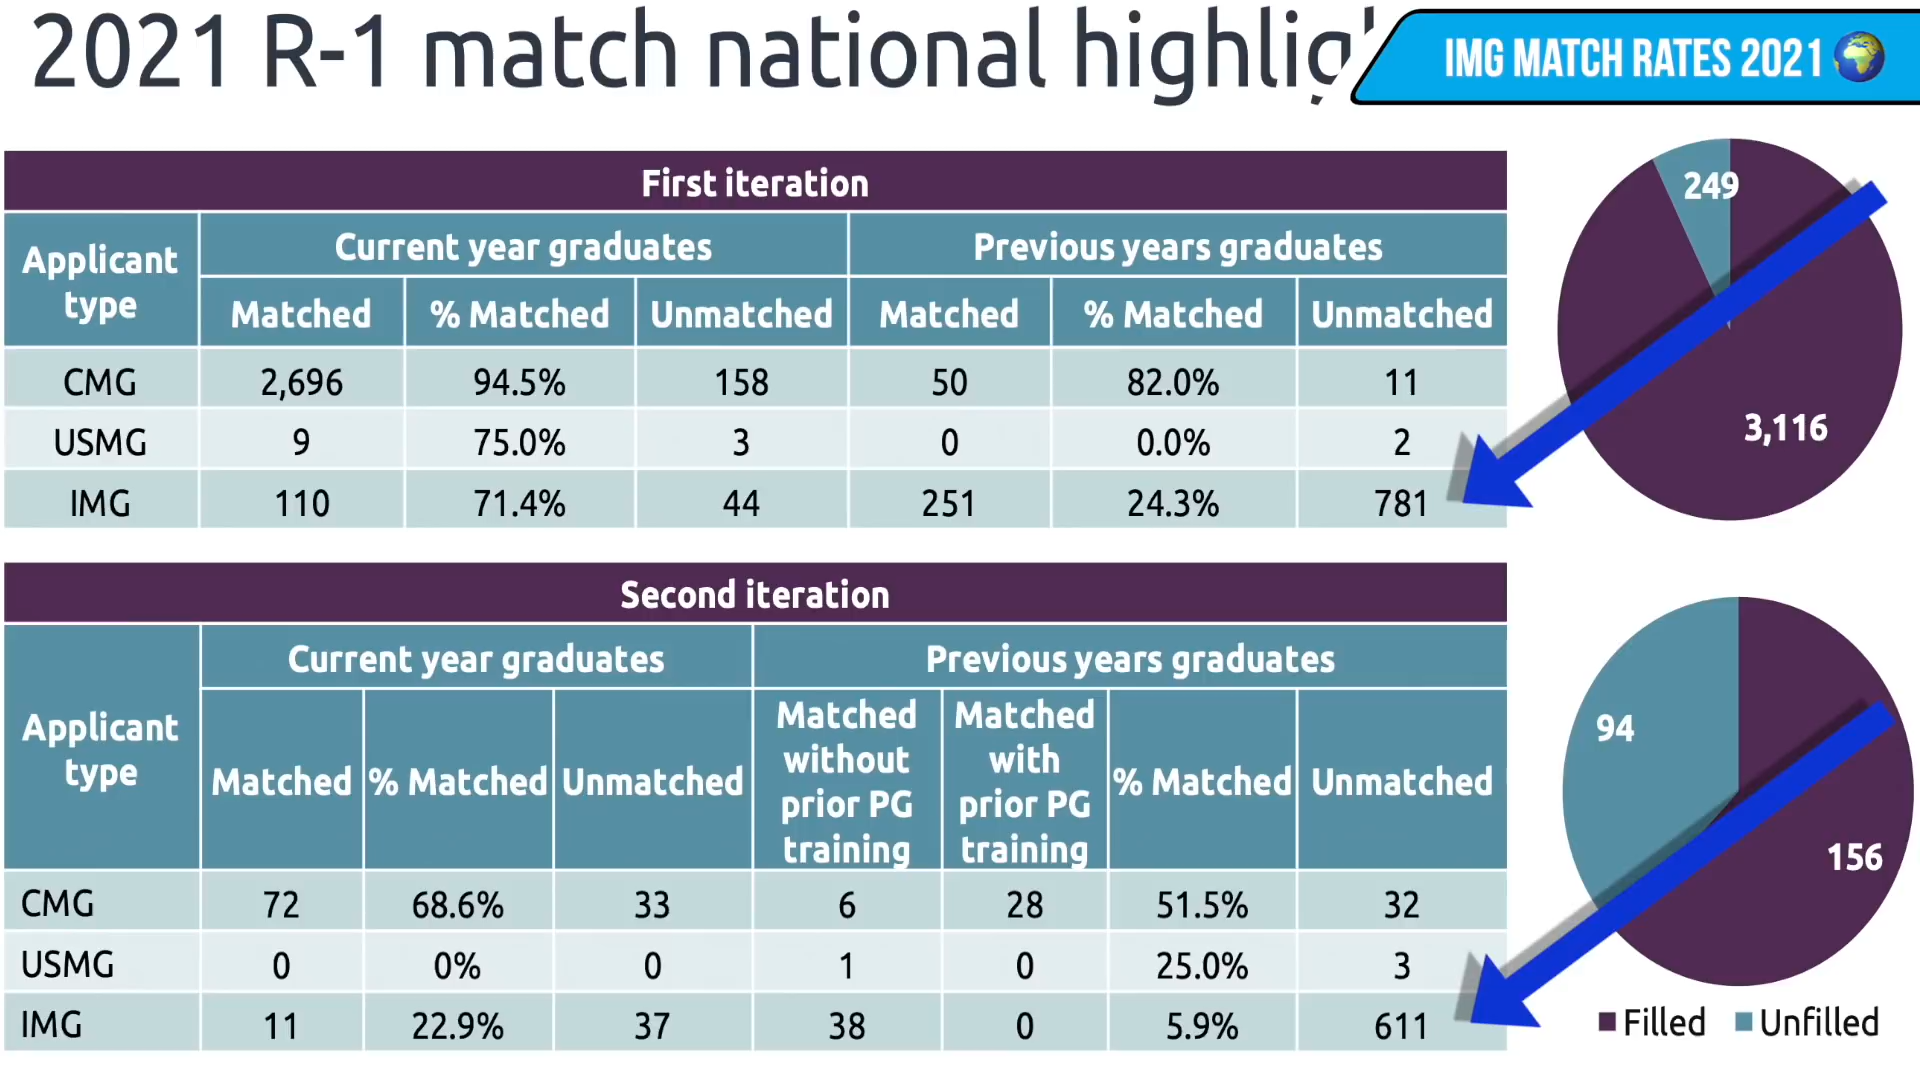 2021 R-1 match national highlig
IMG MATCH RATES 2021
First iteration
Applicant type
Current year graduates
Previous years graduates
Matched % Matched Unmatched Matched % Matched Unmatched
CMG 2,696 94.5% 158 50 82.0% 11
USMG 9 75.0% 3 0 0.0% 2
IMG 110 71.4% 44 251 24.3% 781
249
3,116
Second iteration
Applicant type
Current year graduates
Previous years graduates
Matched % Matched Unmatched Matched without prior PG training Matched with prior PG training % Matched Unmatched
CMG 72 68.6% 33 6 28 51.5% 32
USMG 0 0% 0 1 0 25.0% 3
IMG 11 22.9% 37 38 0 5.9% 611
94
156
Filled Unfilled